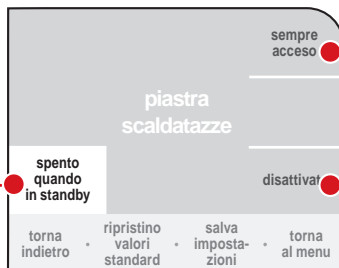 sempre
acceso
piastra
scaldatazze
spento
quando
in standby
disattivat
torna
indietro
ripristino
valori
standard
salva
imposta-
zioni
torna
al menu